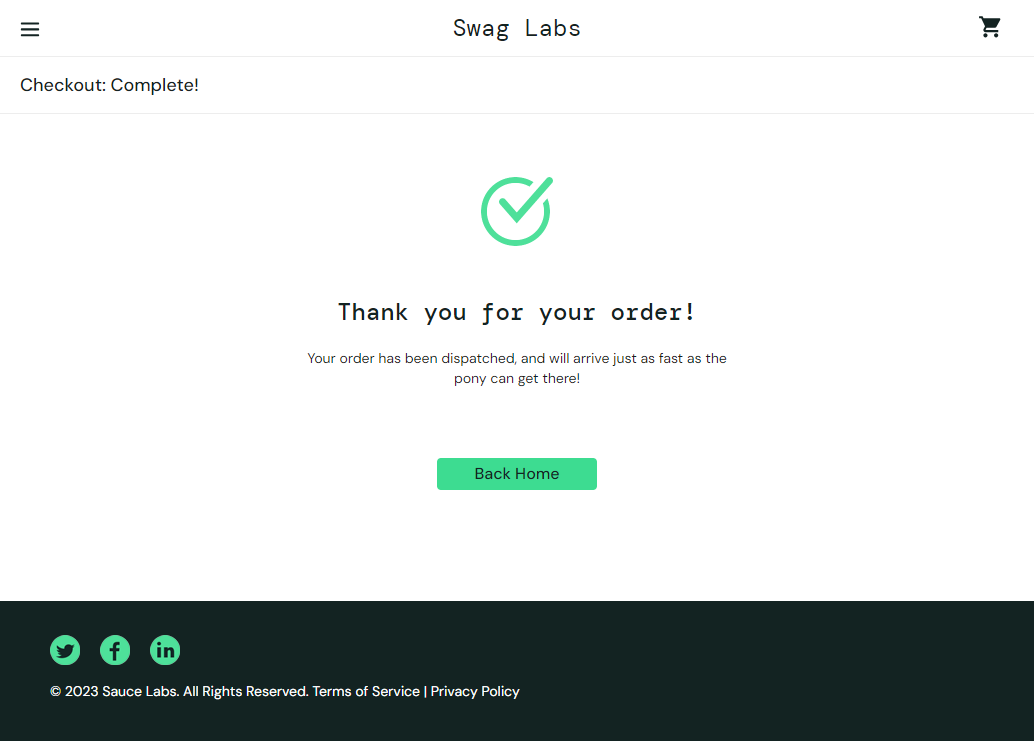 Swag Labs
Checkout: Complete!
Thank you for your order!
Your order has been dispatched, and will arrive just as fast as the
pony can get there!
Back Home
© 2023 Sauce Labs. All Rights Reserved. Terms of Service | Privacy Policy